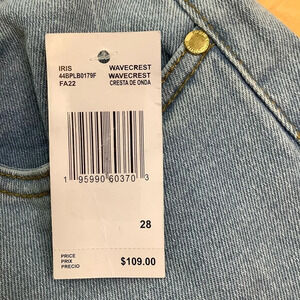 IRIS WAVECREST
44BPLB0179F WAVECREST
FA22 CRESTA DE ONDA
1 95990 60370 3
28
PRICE
PRIX
PRECIO $109.00